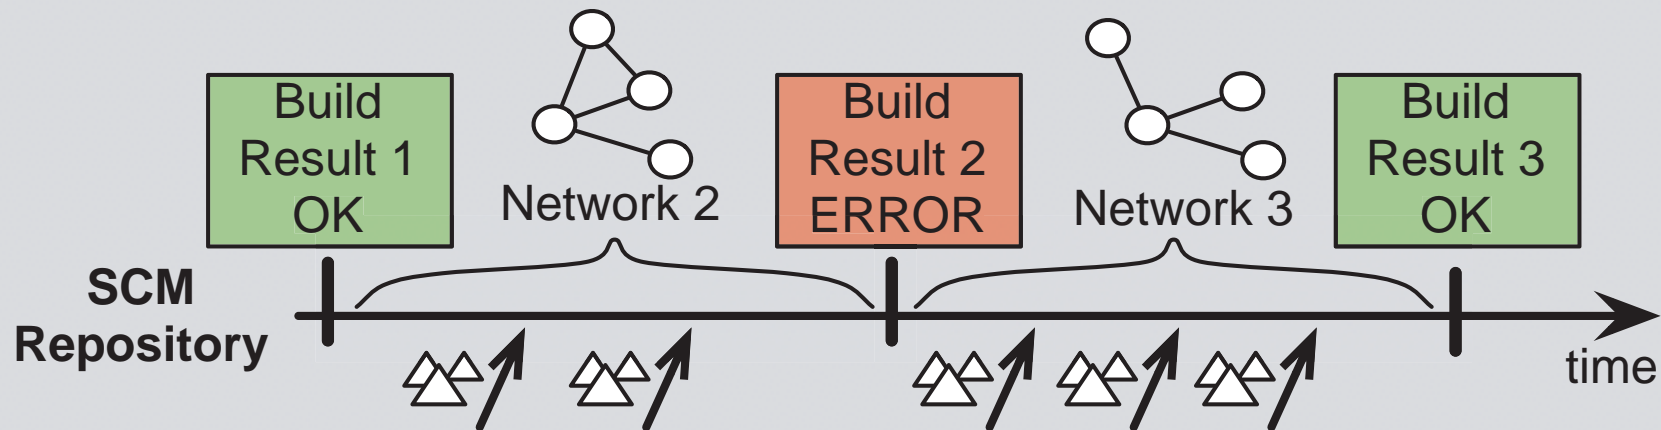 Build
Result 1
OK
Network 2
Build
Result 2
ERROR
Network 3
Build
Result 3
OK
SCM
Repository
time